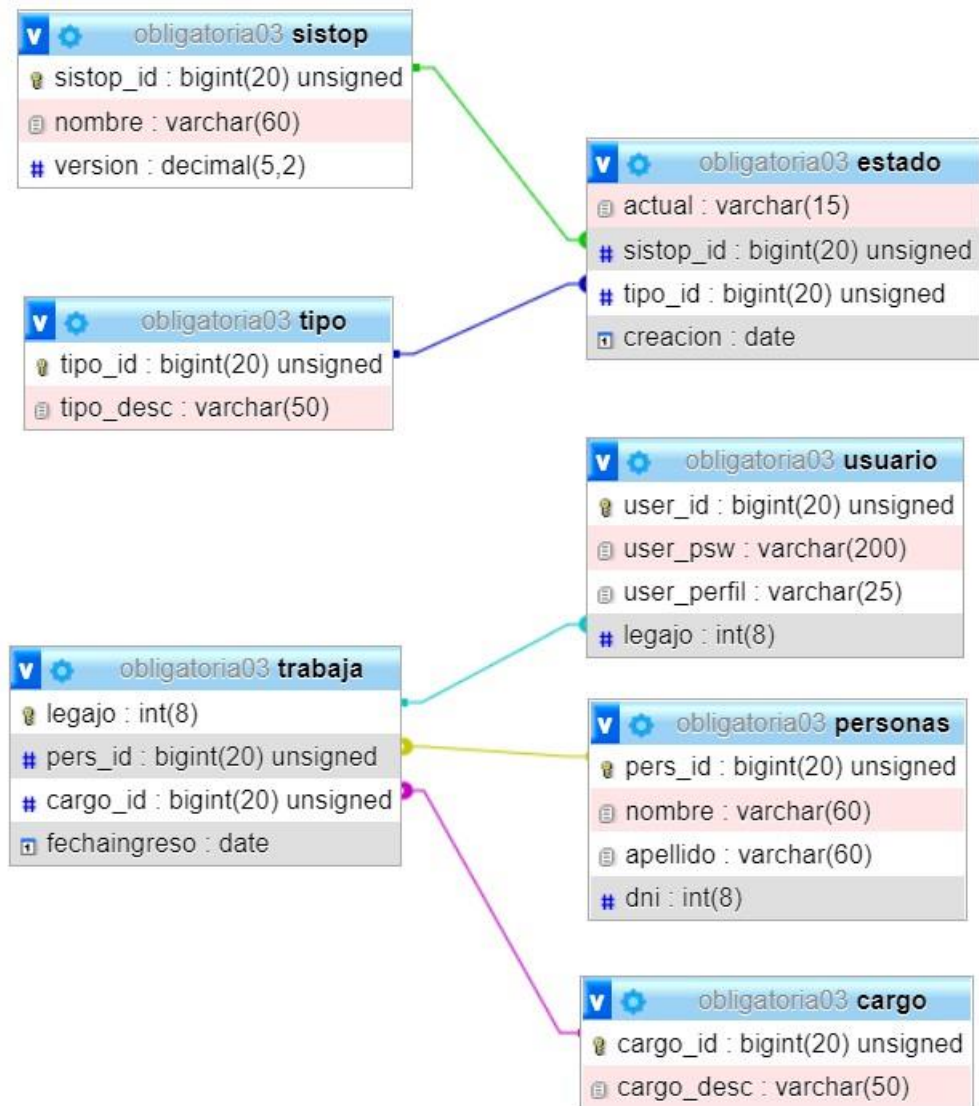 v obligatoria03 sistop
sistop_id : bigint(20) unsigned
nombre : varchar(60)
# version : decimal(5,2)
v obligatoria03 estado
actual : varchar(15)
# sistop_id : bigint(20) unsigned
# tipo_id : bigint(20) unsigned
creacion : date
v obligatoria03 tipo
tipo_id : bigint(20) unsigned
tipo_desc : varchar(50)
v obligatoria03 usuario
user_id : bigint(20) unsigned
user_psw : varchar(200)
user_perfil : varchar(25)
# legajo : int(8)
v obligatoria03 trabaja
legajo : int(8)
# pers_id : bigint(20) unsigned
# cargo_id : bigint(20) unsigned
fechaingreso : date
v obligatoria03 personas
pers_id : bigint(20) unsigned
nombre : varchar(60)
apellido : varchar(60)
# dni : int(8)
v obligatoria03 cargo
cargo_id : bigint(20) unsigned
cargo_desc : varchar(50)